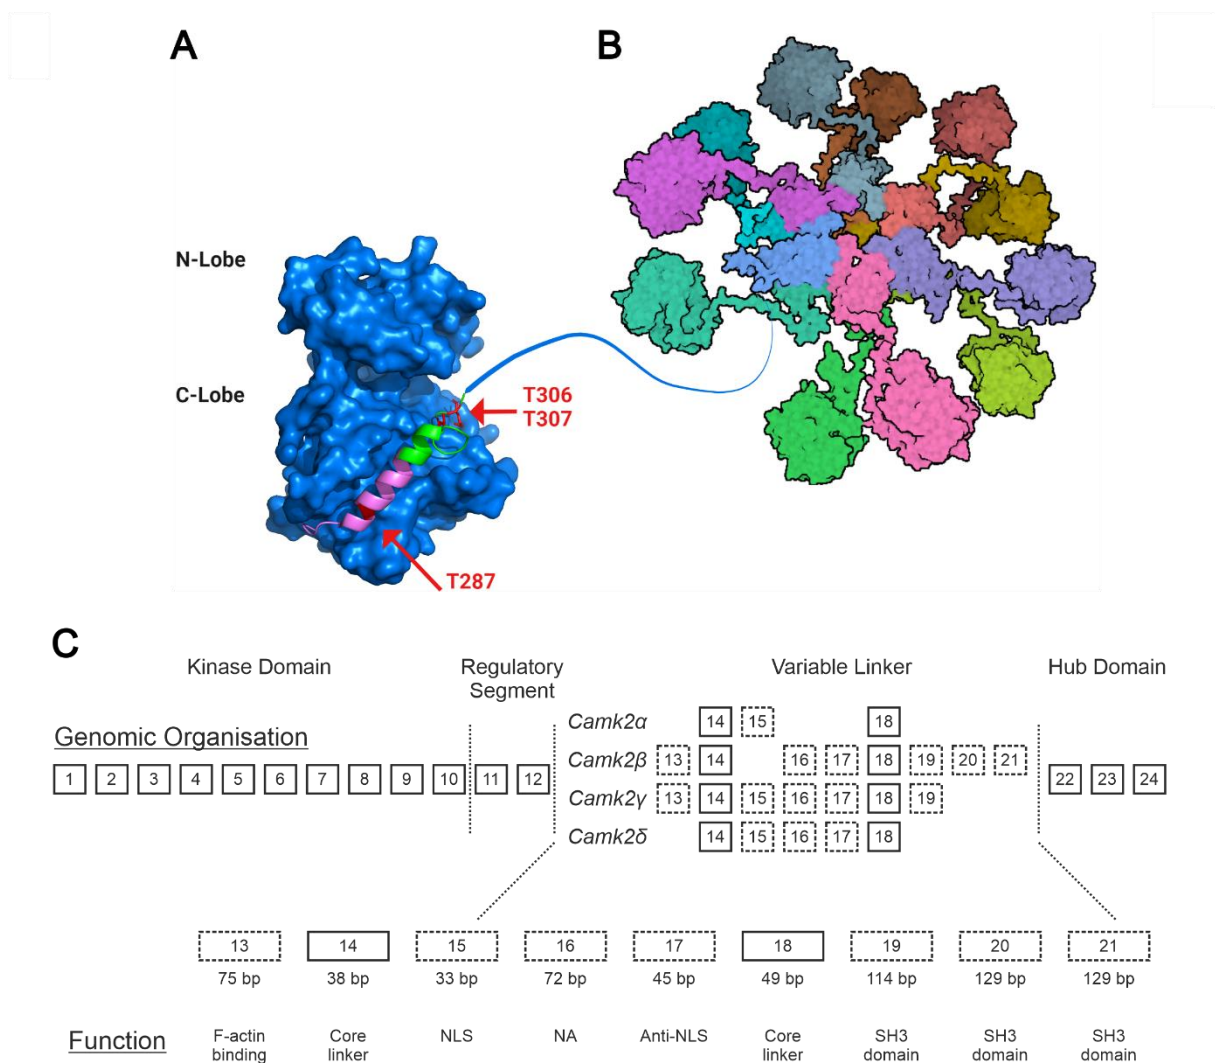 A
B
N-Lobe
C-Lobe
T306
T307
T287
C
Kinase Domain
Regulatory
Segment
Variable Linker
Hub Domain
Genomic Organisation
1 2 3 4 5 6 7 8 9 10 11 12
Camk2α 14 15 18
Camk2β 13 14 16 17 18 19 20 21
Camk2γ 13 14 15 16 17 18 19
Camk2δ 14 15 16 17 18
22 23 24
13 14 15 16 17 18 19 20 21
75 bp 38 bp 33 bp 72 bp 45 bp 49 bp 114 bp 129 bp 129 bp
Function
F-actin
binding
Core
linker
NLS
NA
Anti-NLS
Core
linker
SH3
domain
SH3
domain
SH3
domain